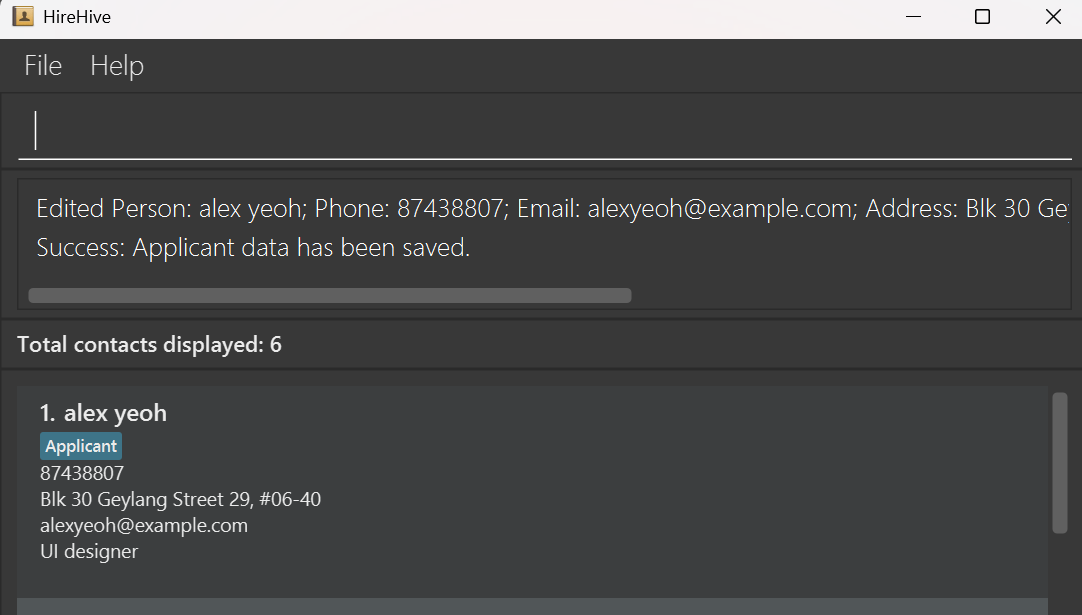 HireHive
File Help
Edited Person: alex yeoh; Phone: 87438807; Email: alexyeoh@example.com; Address: Blk 30 Ge
Success: Applicant data has been saved.
Total contacts displayed: 6
1. alex yeoh
Applicant
87438807
Blk 30 Geylang Street 29, #06-40
alexyeoh@example.com
UI designer